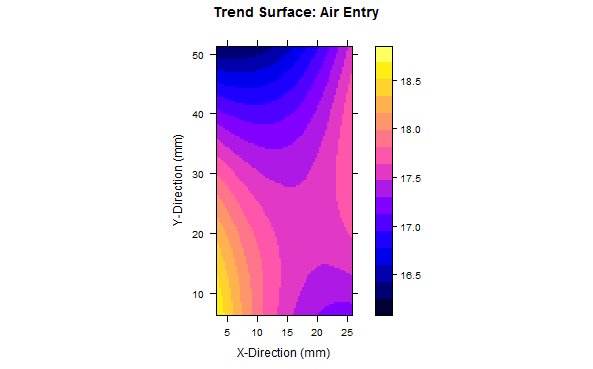 Trend Surface: Air Entry
50
40
30
20
10
Y-Direction (mm)
5 10 15 20 25
X-Direction (mm)
18.5
18.0
17.5
17.0
16.5